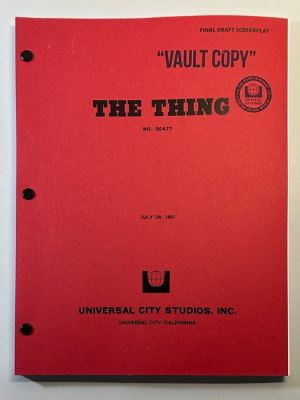 FINAL DRAFT SCREENPLAY
"VAULT COPY"
THE THING
NO. 00477
JULY 28, 1981
UNIVERSAL CITY STUDIOS, INC.
UNIVERSAL CITY, CALIFORNIA